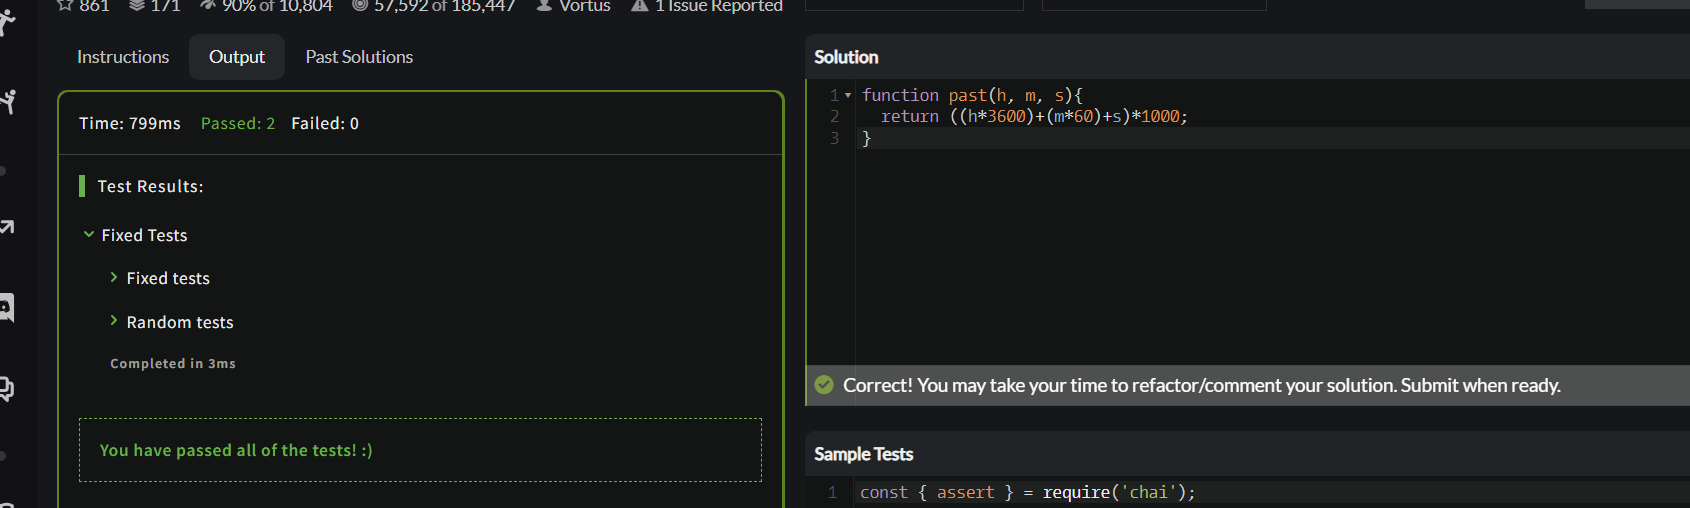 861 171 90% of 10,804 57,592 of 185,447 Vortus 1 Issue Reported
Instructions Output Past Solutions
Time: 799ms Passed: 2 Failed: 0
Test Results:
Fixed Tests
Fixed tests
Random tests
Completed in 3ms
You have passed all of the tests! :)
Solution
1 function past(h, m, s){
2 return ((h*3600)+(m*60)+s)*1000;
3 }
Correct! You may take your time to refactor/comment your solution. Submit when ready.
Sample Tests
1 const { assert } = require('chai');